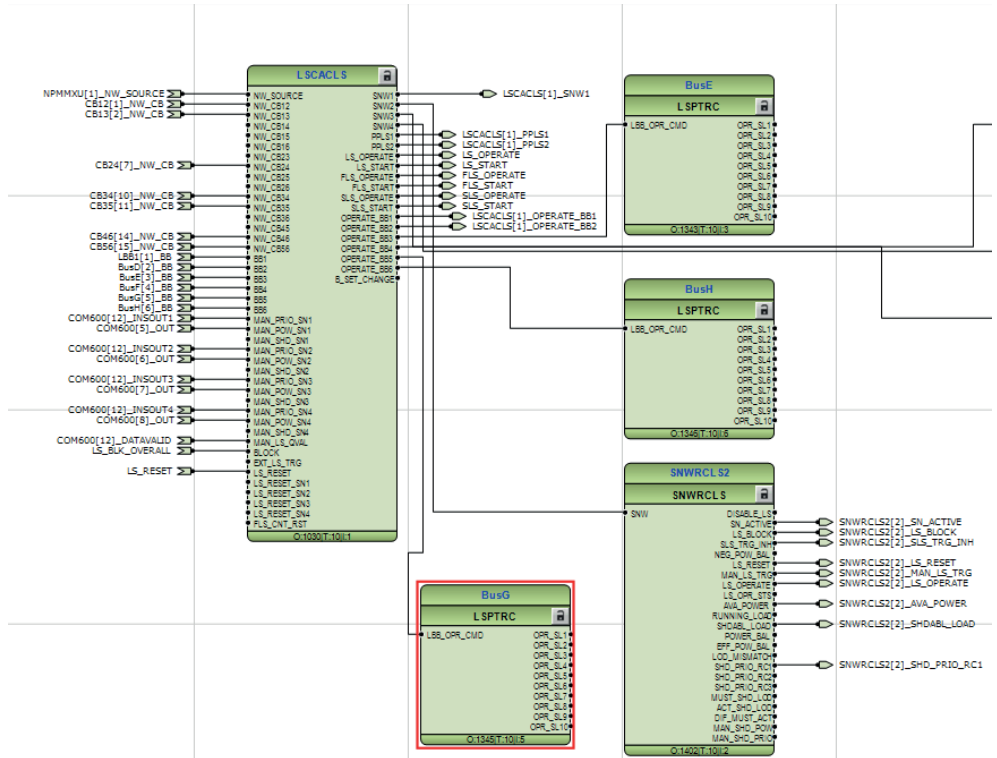 LSCACLS
NPMMXU[1]_NW_SOURCE
CB12[1]_NW_CB
CB13[2]_NW_CB
CB24[7]_NW_CB
CB34[10]_NW_CB
CB35[11]_NW_CB
CB46[14]_NW_CB
CB56[15]_NW_CB
LBB1[1]_BB
BusD[2]_BB
BusE[3]_BB
BusF[4]_BB
BusG[5]_BB
BusH[6]_BB
COM600[12]_INSOUT1
COM600[5]_OUT
COM600[12]_INSOUT2
COM600[6]_OUT
COM600[12]_INSOUT3
COM600[7]_OUT
COM600[12]_INSOUT4
COM600[8]_OUT
COM600[12]_DATAVALID
LS_BLK_OVERALL
LS_RESET
NW_SOURCE
NW_CB12
NW_CB13
NW_CB14
NW_CB15
NW_CB16
NW_CB23
NW_CB24
NW_CB25
NW_CB26
NW_CB34
NW_CB35
NW_CB36
NW_CB45
NW_CB46
NW_CB56
BB1
BB2
BB3
BB4
BB5
BB6
MAN_PRIO_SN1
MAN_POW_SN1
MAN_SHD_SN1
MAN_PRIO_SN2
MAN_POW_SN2
MAN_SHD_SN2
MAN_PRIO_SN3
MAN_POW_SN3
MAN_SHD_SN3
MAN_PRIO_SN4
MAN_POW_SN4
MAN_SHD_SN4
MAN_LS_QVAL
BLOCK
EXT_LS_TRG
LS_RESET
LS_RESET_SN1
LS_RESET_SN2
LS_RESET_SN3
LS_RESET_SN4
FLS_CNT_RST
SNW1
SNW2
SNW3
SNW4
PPLS1
PPLS2
LS_OPERATE
LS_START
FLS_OPERATE
FLS_START
SLS_OPERATE
SLS_START
OPERATE_BB1
OPERATE_BB2
OPERATE_BB3
OPERATE_BB4
OPERATE_BB5
OPERATE_BB6
B_SET_CHANGE
O:1030|T:10|I:1
LSCACLS[1]_SNW1
LSCACLS[1]_PPLS1
LSCACLS[1]_PPLS2
LS_OPERATE
LS_START
FLS_OPERATE
FLS_START
SLS_OPERATE
SLS_START
LSCACLS[1]_OPERATE_BB1
LSCACLS[1]_OPERATE_BB2
BusE
LSPTRC
LBB_OPR_CMD
OPR_SL1
OPR_SL2
OPR_SL3
OPR_SL4
OPR_SL5
OPR_SL6
OPR_SL7
OPR_SL8
OPR_SL9
OPR_SL10
O:1343|T:10|I:3
BusH
LSPTRC
LBB_OPR_CMD
OPR_SL1
OPR_SL2
OPR_SL3
OPR_SL4
OPR_SL5
OPR_SL6
OPR_SL7
OPR_SL8
OPR_SL9
OPR_SL10
O:1346|T:10|I:6
BusG
LSPTRC
LBB_OPR_CMD
OPR_SL1
OPR_SL2
OPR_SL3
OPR_SL4
OPR_SL5
OPR_SL6
OPR_SL7
OPR_SL8
OPR_SL9
OPR_SL10
O:1345|T:10|I:5
SNWRCLS2
SNWRCLS
SNW
DISABLE_LS
SN_ACTIVE
LS_BLOCK
SLS_TRG_INH
NEG_POW_BAL
LS_RESET
MAN_LS_TRG
LS_OPERATE
LS_OPR_STS
AVA_POWER
RUNNING_LOAD
SHDABL_LOAD
POWER_BAL
EFF_POW_BAL
LOD_MISMATCH
SHD_PRIO_RC1
SHD_PRIO_RC2
SHD_PRIO_RC3
MUST_SHD_LOD
ACT_SHD_LOD
DIF_MUST_ACT
MAN_SHD_POW
MAN_SHD_PRIO
O:1402|T:10|I:2
SNWRCLS2[2]_SN_ACTIVE
SNWRCLS2[2]_LS_BLOCK
SNWRCLS2[2]_SLS_TRG_INH
SNWRCLS2[2]_LS_RESET
SNWRCLS2[2]_MAN_LS_TRG
SNWRCLS2[2]_LS_OPERATE
SNWRCLS2[2]_AVA_POWER
SNWRCLS2[2]_SHDABL_LOAD
SNWRCLS2[2]_SHD_PRIO_RC1